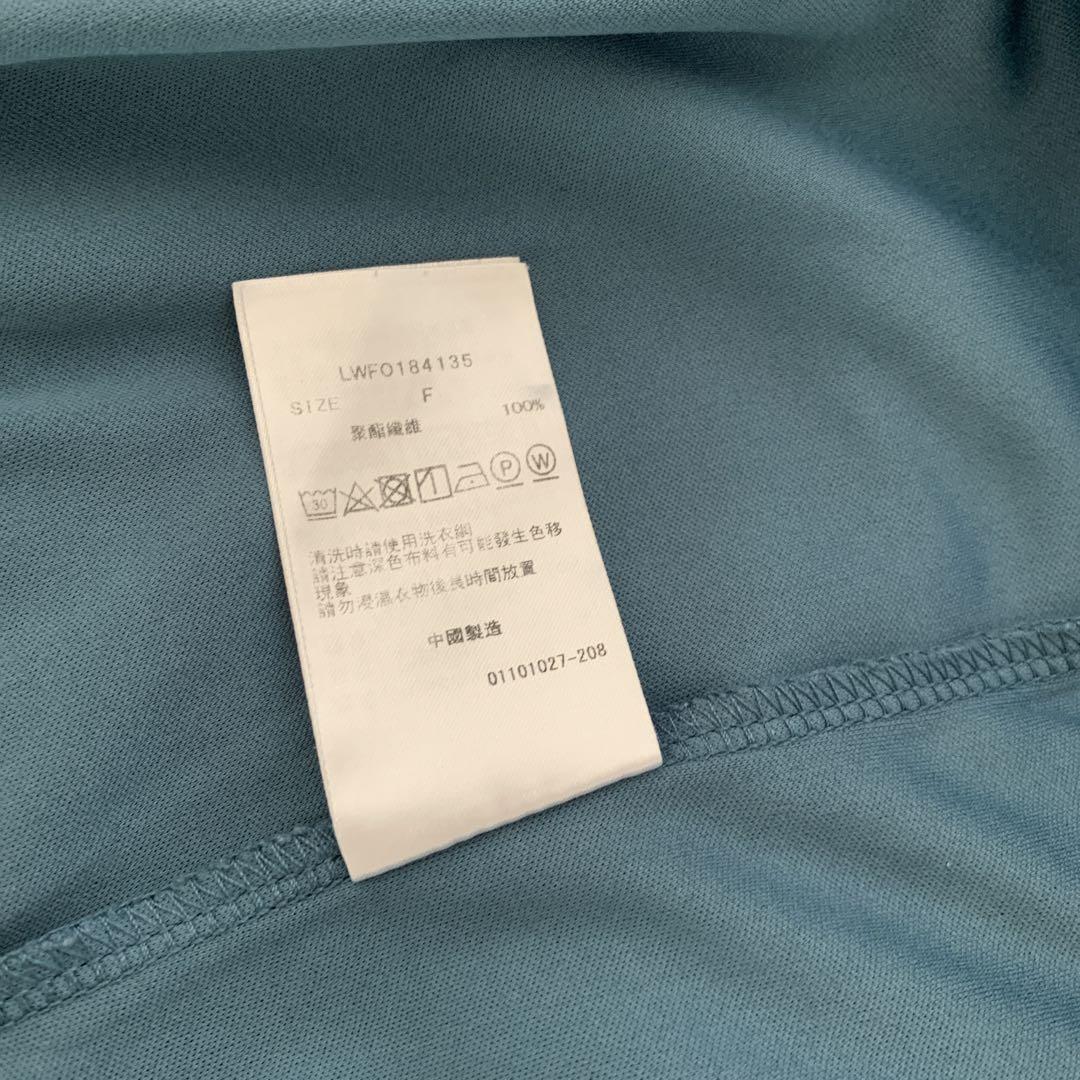 LWFO184135
SIZE F
聚酯纖維 100%
30 P W
清洗時請使用洗衣網
請注意深色布料有可能發生色移
現象
請勿浸濕衣物後長時間放置
中國製造
01101027-208